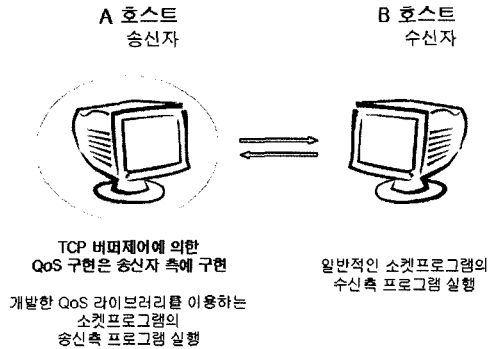 A 호스트
송신자
B 호스트
수신자
TCP 버퍼제어에 의한
QoS 구현은 송신자 측에 구현
개발한 QoS 라이브러리를 이용하는
소켓프로그램의
송신측 프로그램 실행
일반적인 소켓프로그램의
수신측 프로그램 실행